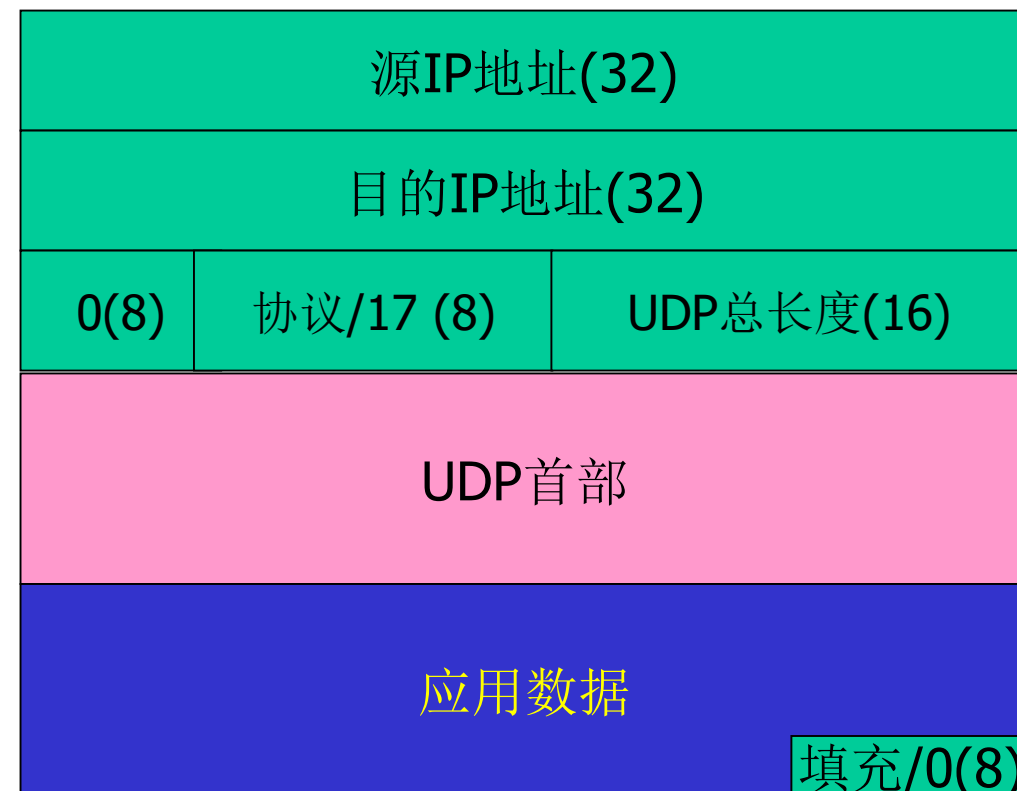 源IP地址(32)
目的IP地址(32)
0(8) 协议/17 (8) UDP总长度(16)
UDP首部
应用数据
填充/0(8)